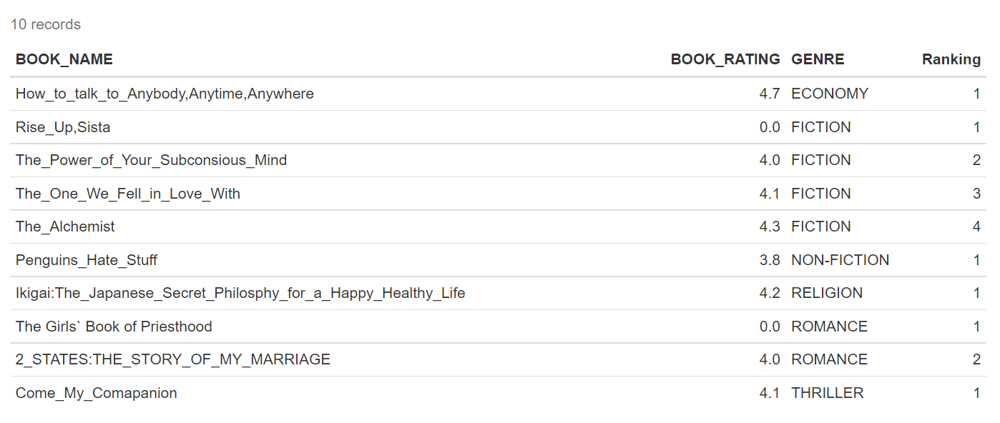 10 records
BOOK_NAME BOOK_RATING GENRE Ranking
How_to_talk_to_Anybody,Anytime,Anywhere 4.7 ECONOMY 1
Rise_Up,Sista 0.0 FICTION 1
The_Power_of_Your_Subconsious_Mind 4.0 FICTION 2
The_One_We_Fell_in_Love_With 4.1 FICTION 3
The_Alchemist 4.3 FICTION 4
Penguins_Hate_Stuff 3.8 NON-FICTION 1
Ikigai:The_Japanese_Secret_Philosphy_for_a_Happy_Healthy_Life 4.2 RELIGION 1
The Girls` Book of Priesthood 0.0 ROMANCE 1
2_STATES:THE_STORY_OF_MY_MARRIAGE 4.0 ROMANCE 2
Come_My_Comapanion 4.1 THRILLER 1